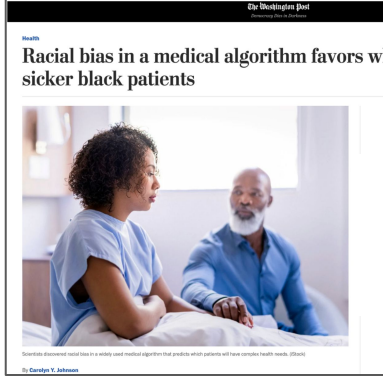 The Washington Post
Democracy Dies in Darkness
Health
Racial bias in a medical algorithm favors w
sicker black patients
Scientists discovered racial bias in a widely used medical algorithm that predicts which patients will have complex health needs. (iStock)
By Carolyn Y. Johnson